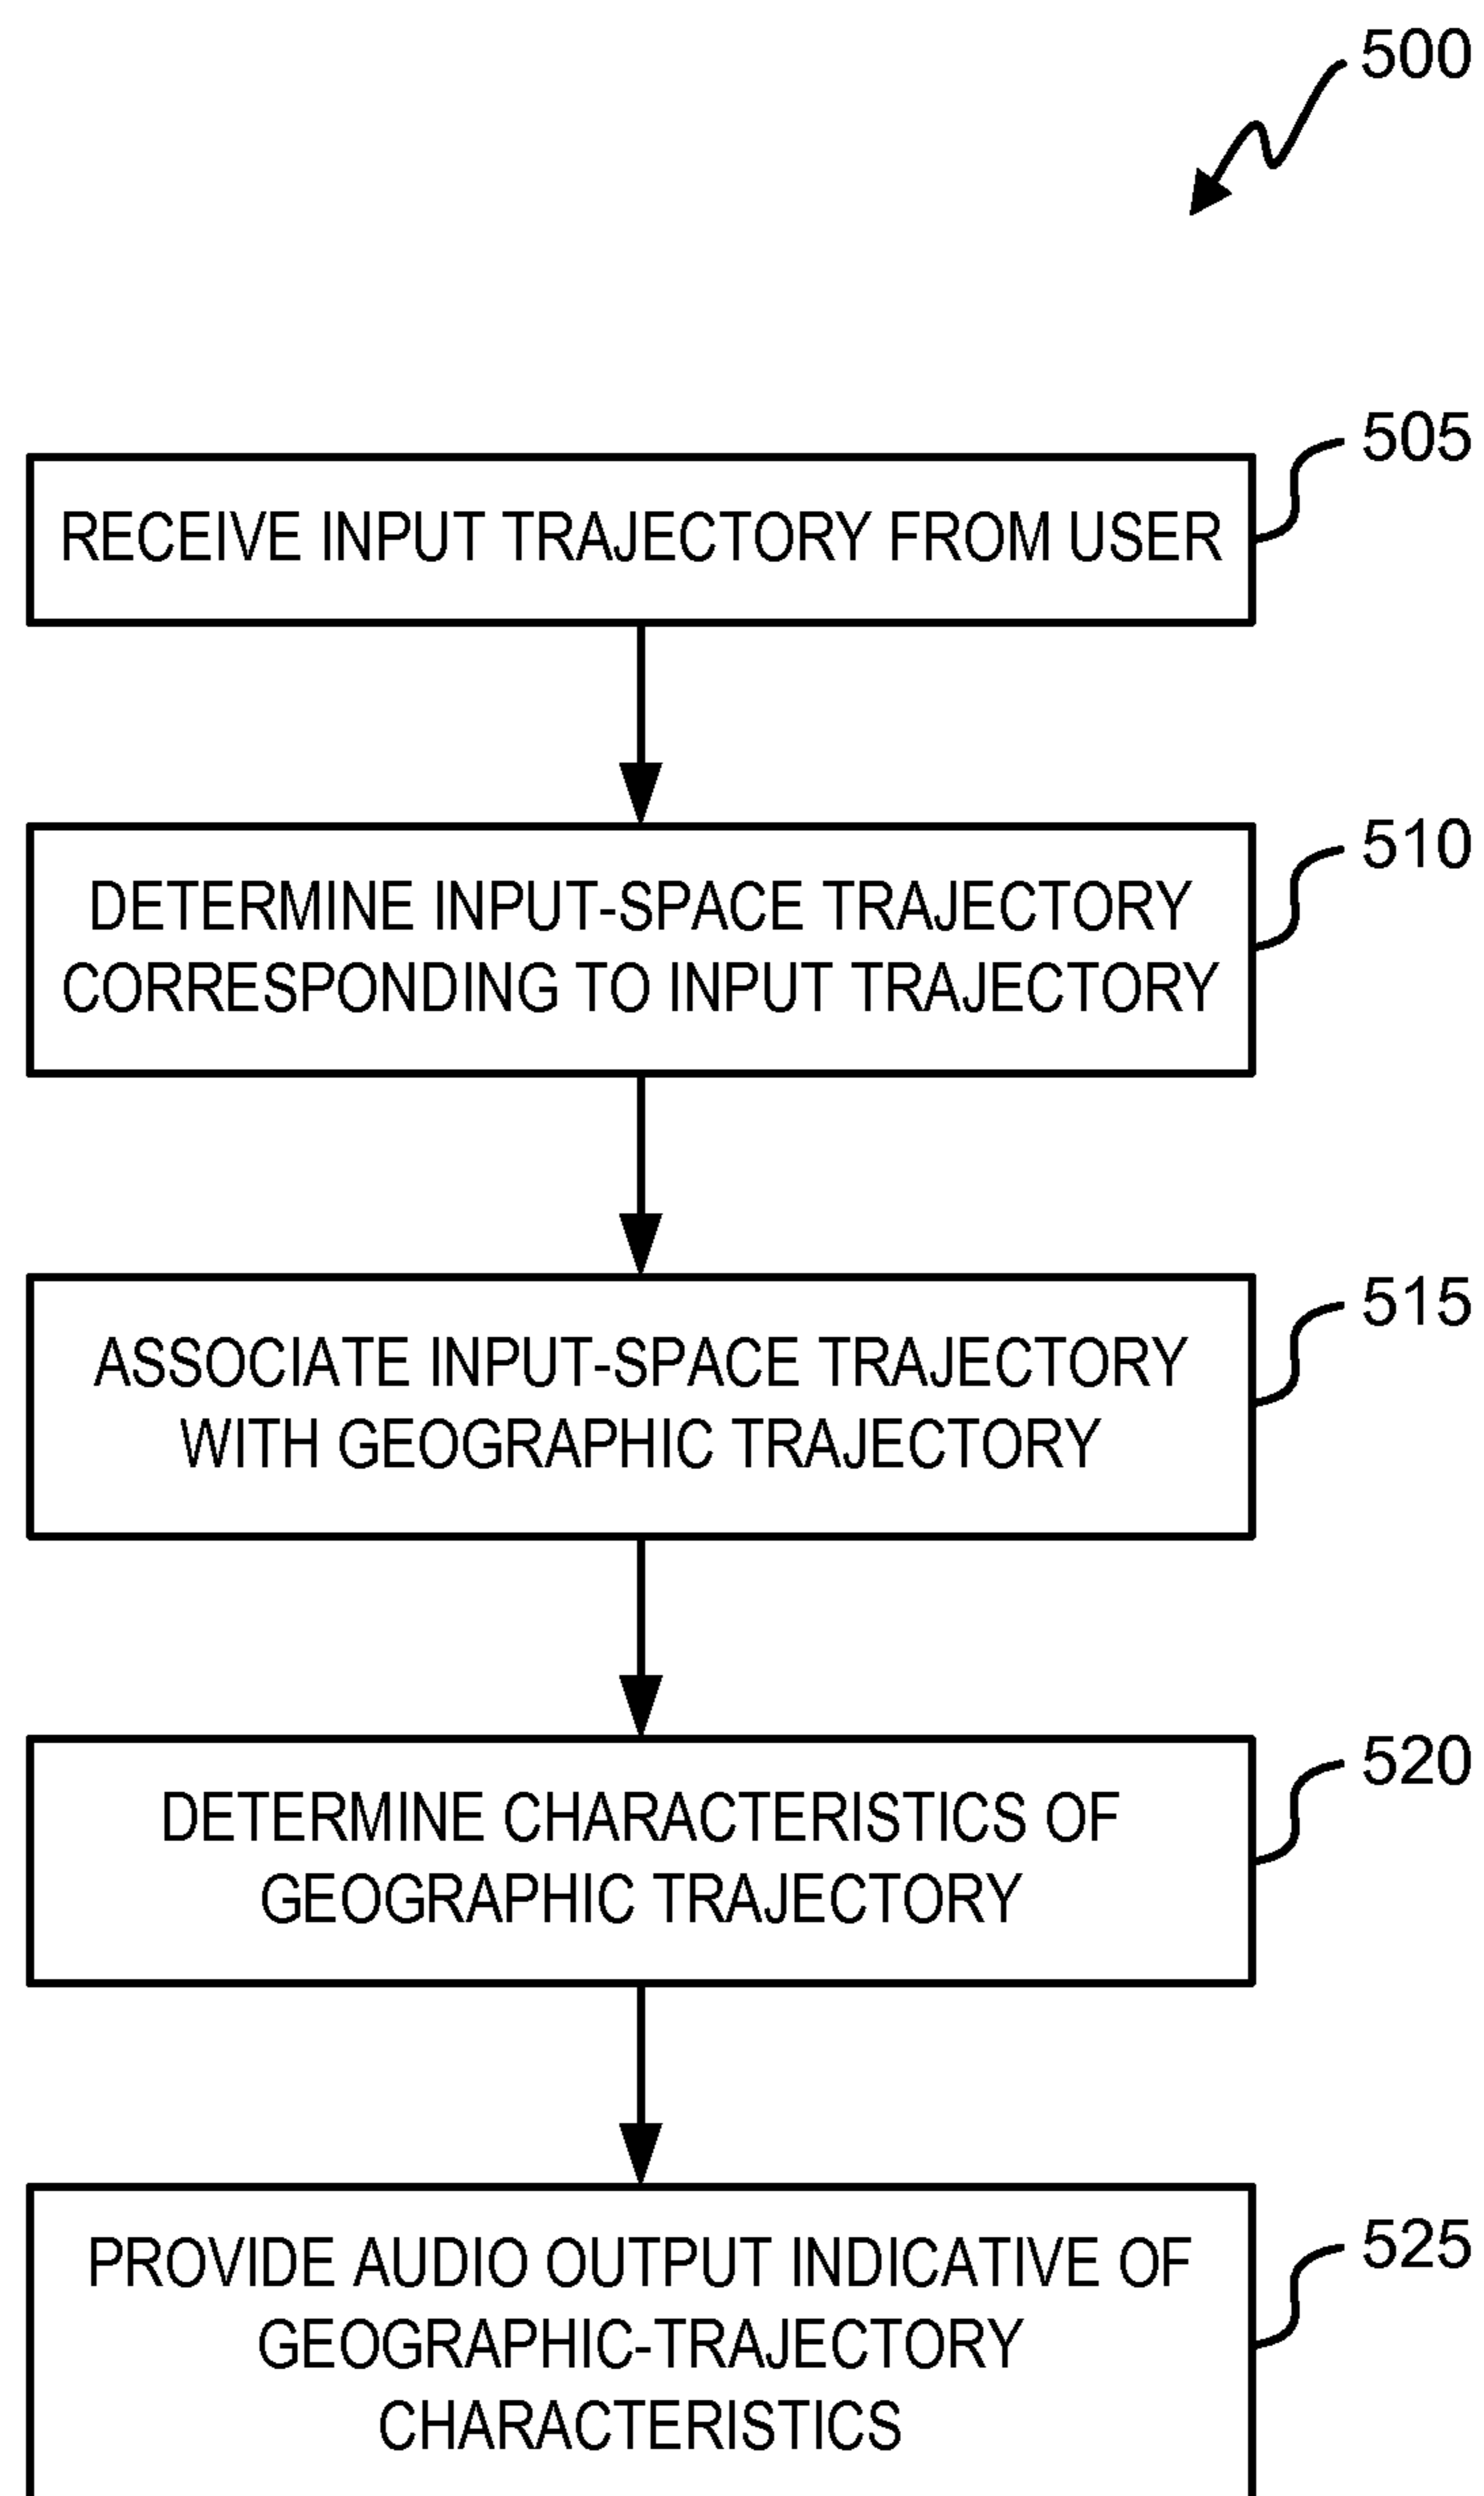 500
505
RECEIVE INPUT TRAJECTORY FROM USER
510
DETERMINE INPUT-SPACE TRAJECTORY
CORRESPONDING TO INPUT TRAJECTORY
515
ASSOCIATE INPUT-SPACE TRAJECTORY
WITH GEOGRAPHIC TRAJECTORY
520
DETERMINE CHARACTERISTICS OF
GEOGRAPHIC TRAJECTORY
525
PROVIDE AUDIO OUTPUT INDICATIVE OF
GEOGRAPHIC-TRAJECTORY
CHARACTERISTICS